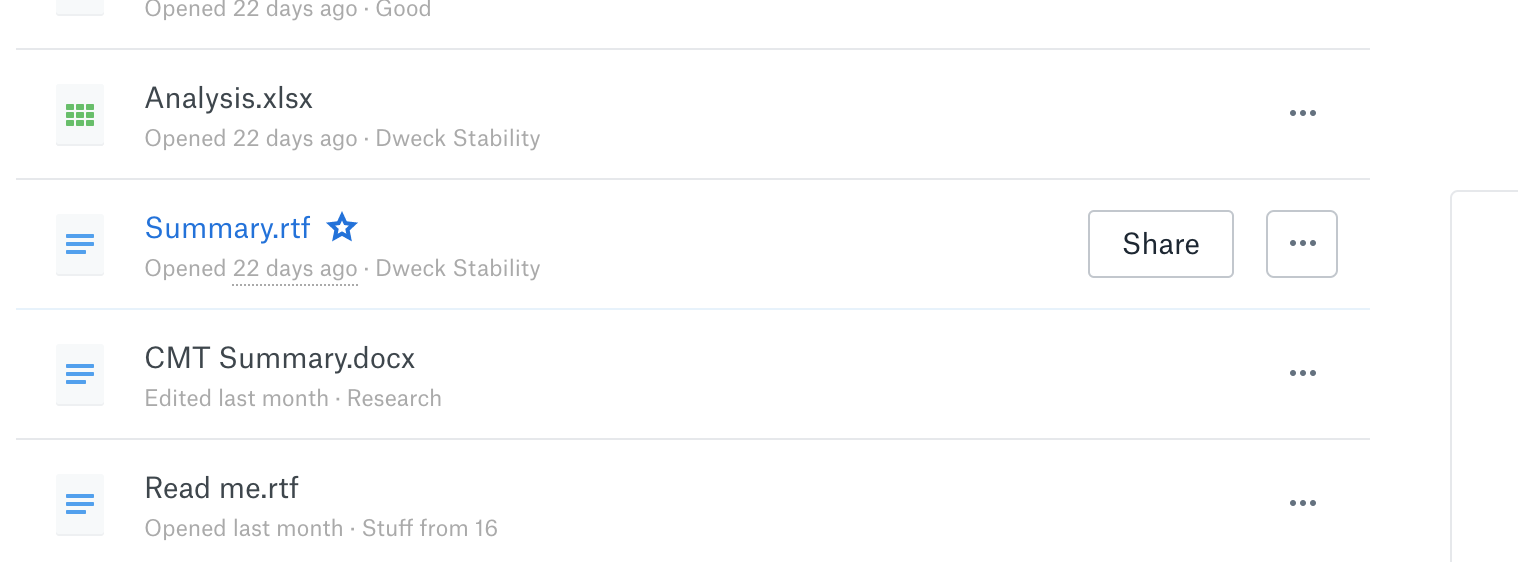 Opened 22 days ago · Good
Analysis.xlsx
Opened 22 days ago · Dweck Stability
Summary.rtf
Share
Opened 22 days ago · Dweck Stability
CMT Summary.docx
Edited last month · Research
Read me.rtf
Opened last month · Stuff from 16